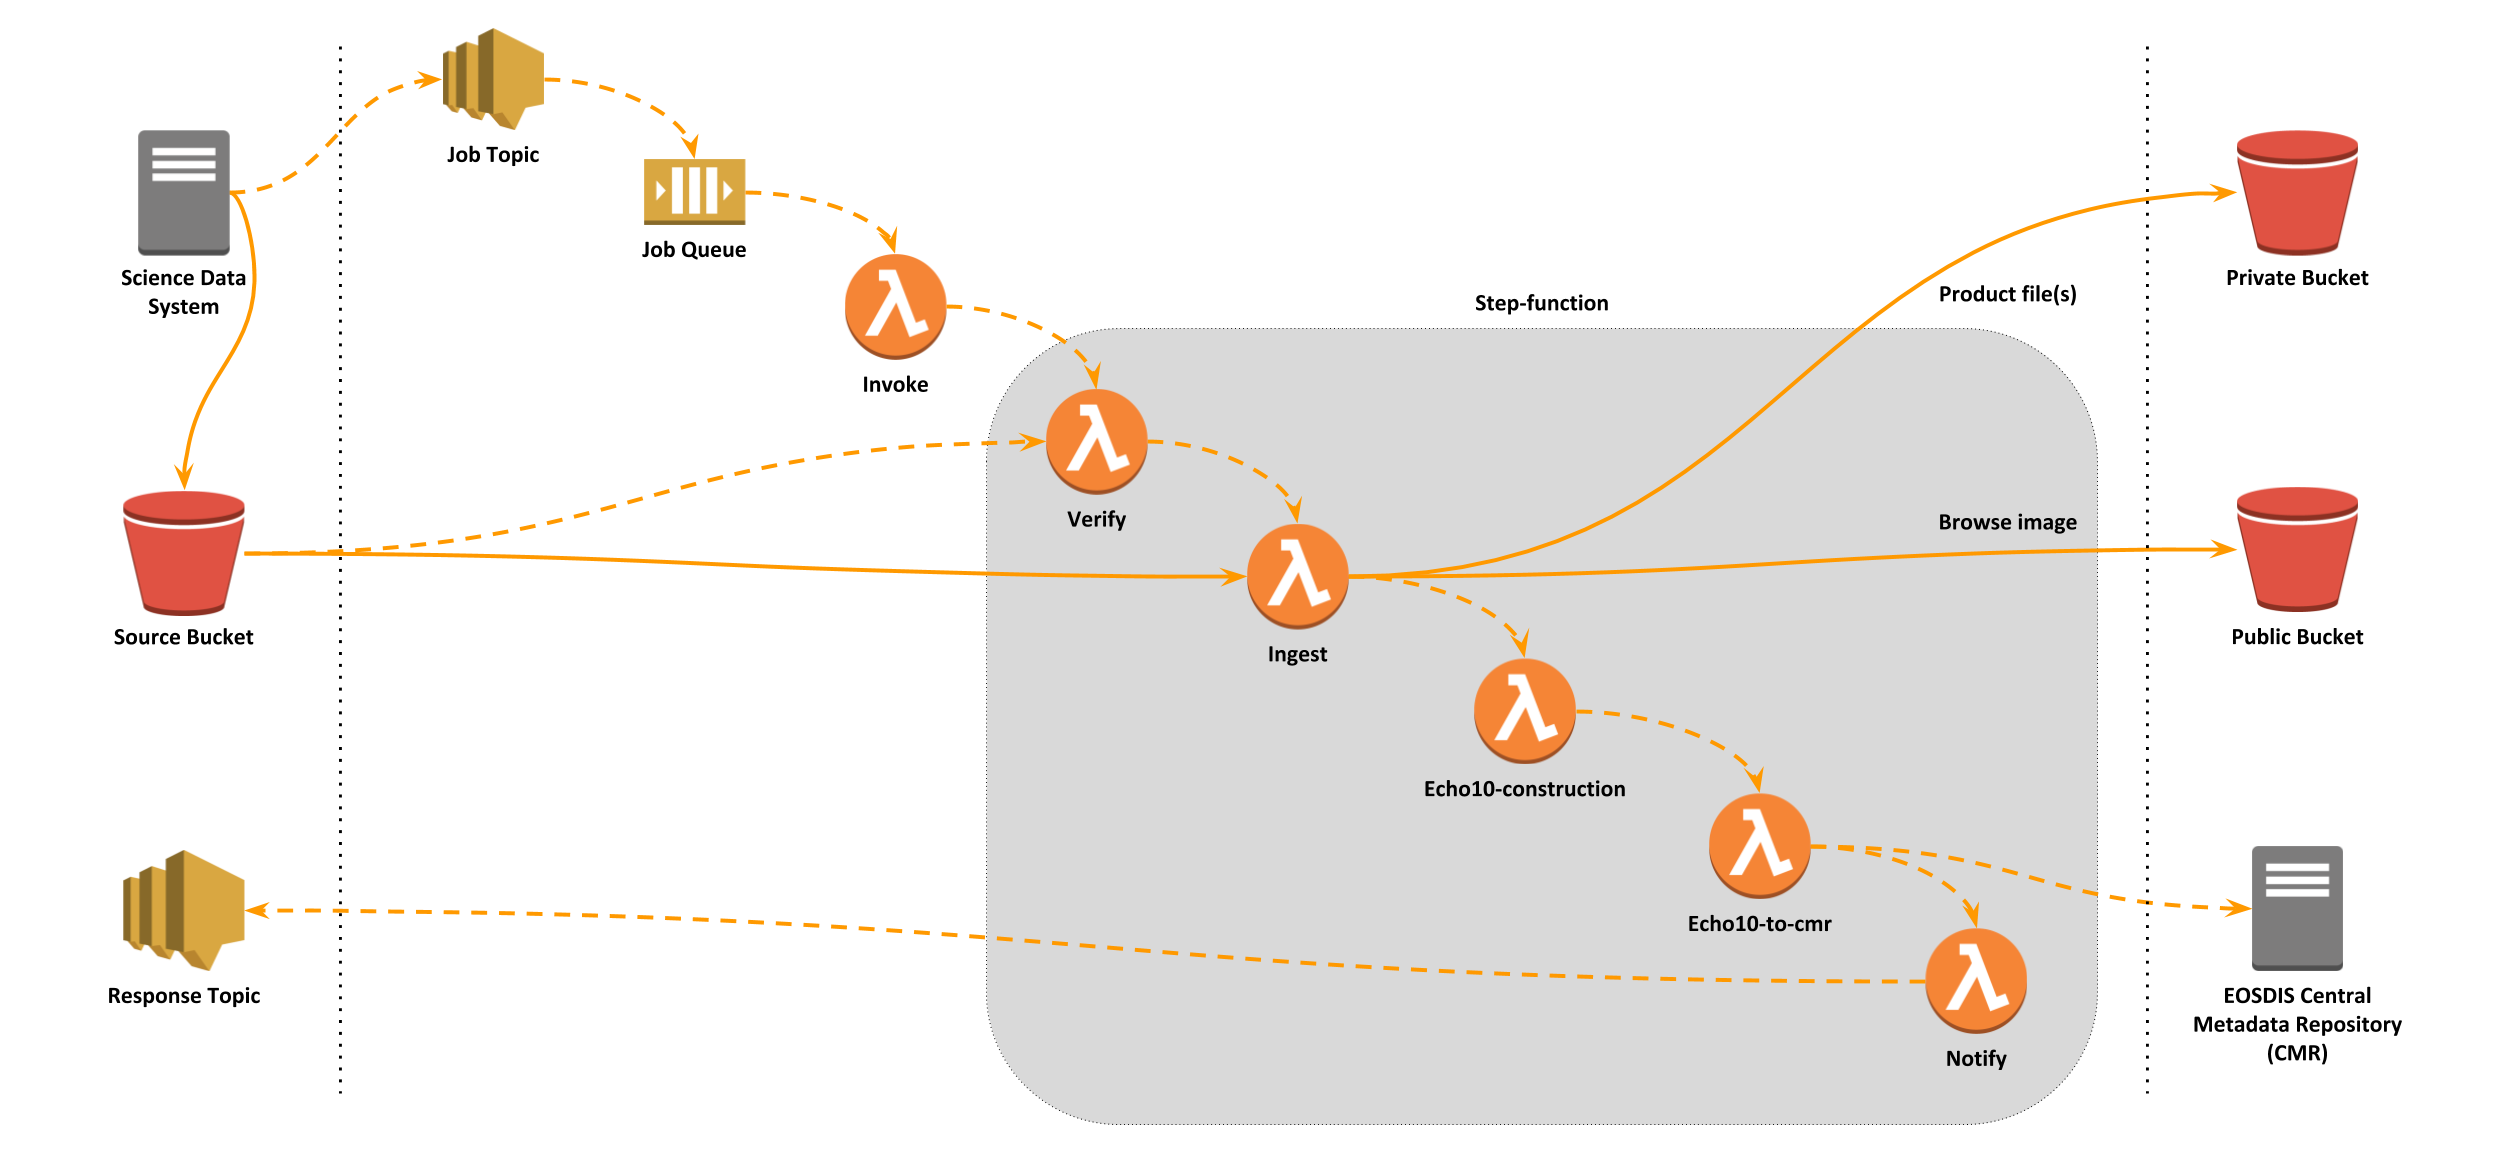 Job Topic
Job Queue
Science Data
System
Private Bucket
Product file(s)
Step-function
Invoke
Verify
Browse image
Source Bucket
Public Bucket
Ingest
Echo10-construction
Echo10-to-cmr
Response Topic
EOSDIS Central
Metadata Repository
(CMR)
Notify